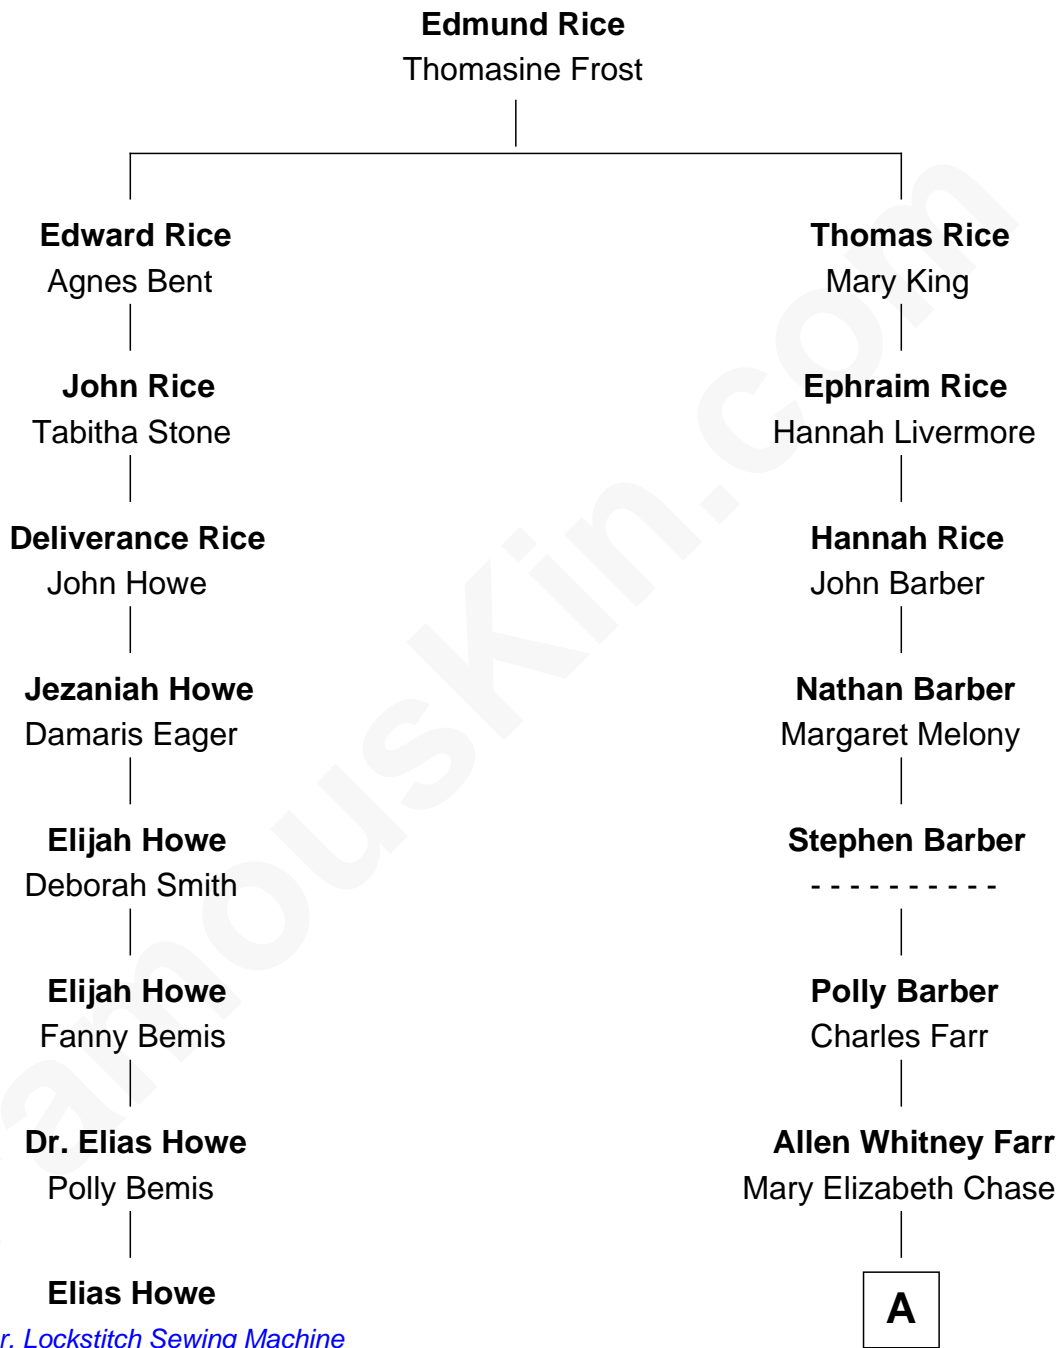 Edmund Rice
Thomasine Frost
Edward Rice
Agnes Bent
John Rice
Tabitha Stone
Deliverance Rice
John Howe
Jezaniah Howe
Damaris Eager
Elijah Howe
Deborah Smith
Elijah Howe
Fanny Bemis
Dr. Elias Howe
Polly Bemis
Elias Howe
r. Lockstitch Sewing Machine
Thomas Rice
Mary King
Ephraim Rice
Hannah Livermore
Hannah Rice
John Barber
Nathan Barber
Margaret Melony
Stephen Barber
- - - - - - - - - -
Polly Barber
Charles Farr
Allen Whitney Farr
Mary Elizabeth Chase
A
amouskin.com